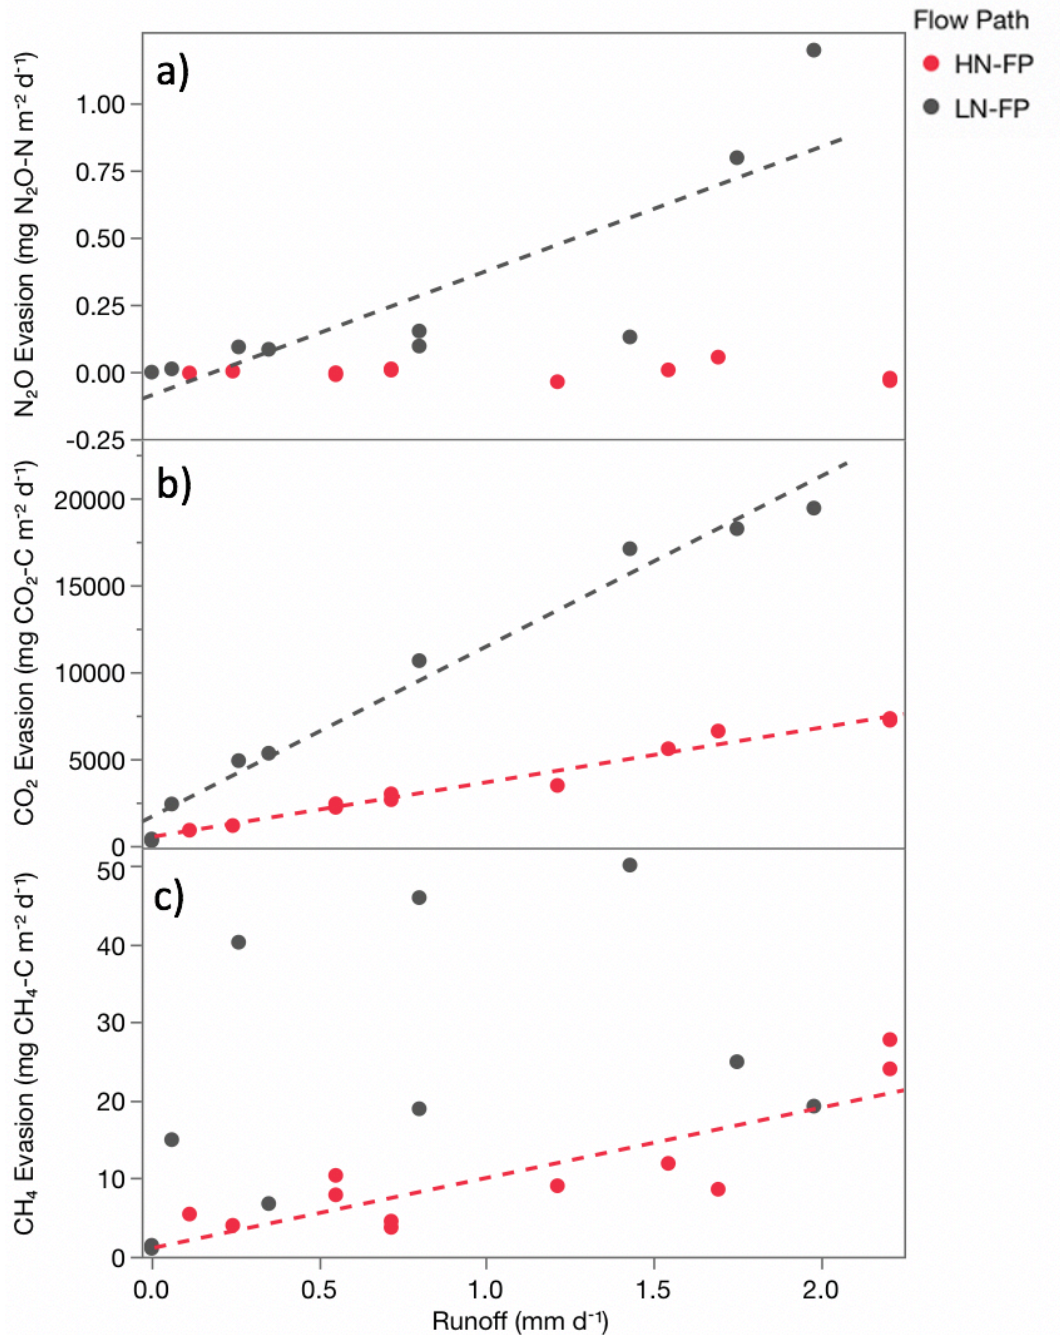 Flow Path
HN-FP
LN-FP
a)
N₂O Evasion (mg N₂O-N m⁻² d⁻¹)
1.00
0.75
0.50
0.25
0.00
-0.25
b)
CO₂ Evasion (mg CO₂-C m⁻² d⁻¹)
20000
15000
10000
5000
0
c)
CH₄ Evasion (mg CH₄-C m⁻² d⁻¹)
50
40
30
20
10
0
0.0 0.5 1.0 1.5 2.0
Runoff (mm d⁻¹)